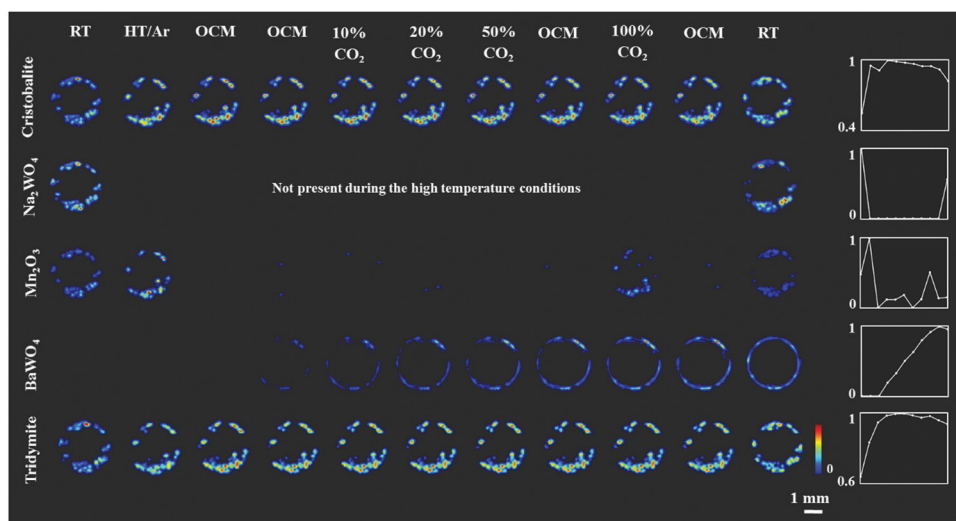 RT HT/Ar OCM OCM 10% CO₂ 20% CO₂ 50% CO₂ OCM 100% CO₂ OCM RT
Cristobalite
1
0.4
Na₂WO₄
Not present during the high temperature conditions
1
0
Mn₂O₃
1
0
BaWO₄
1
0
Tridymite
0
1
0.6
1 mm